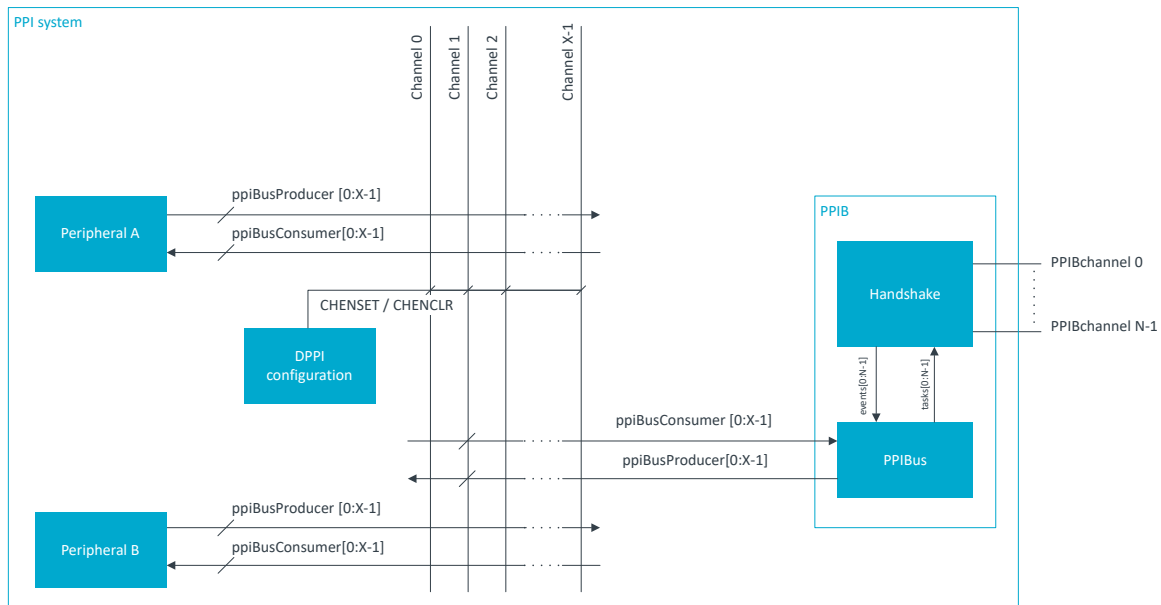 PPI system
Channel 0
Channel 1
Channel 2
Channel X-1
ppiBusProducer [0:X-1]
Peripheral A
ppiBusConsumer[0:X-1]
PPIB
Handshake
PPIBchannel 0
PPIBchannel N-1
CHENSET / CHENCLR
DPPI
configuration
events[0:N-1]
tasks[0:N-1]
ppiBusConsumer [0:X-1]
ppiBusProducer[0:X-1]
PPIBus
ppiBusProducer [0:X-1]
Peripheral B
ppiBusConsumer[0:X-1]